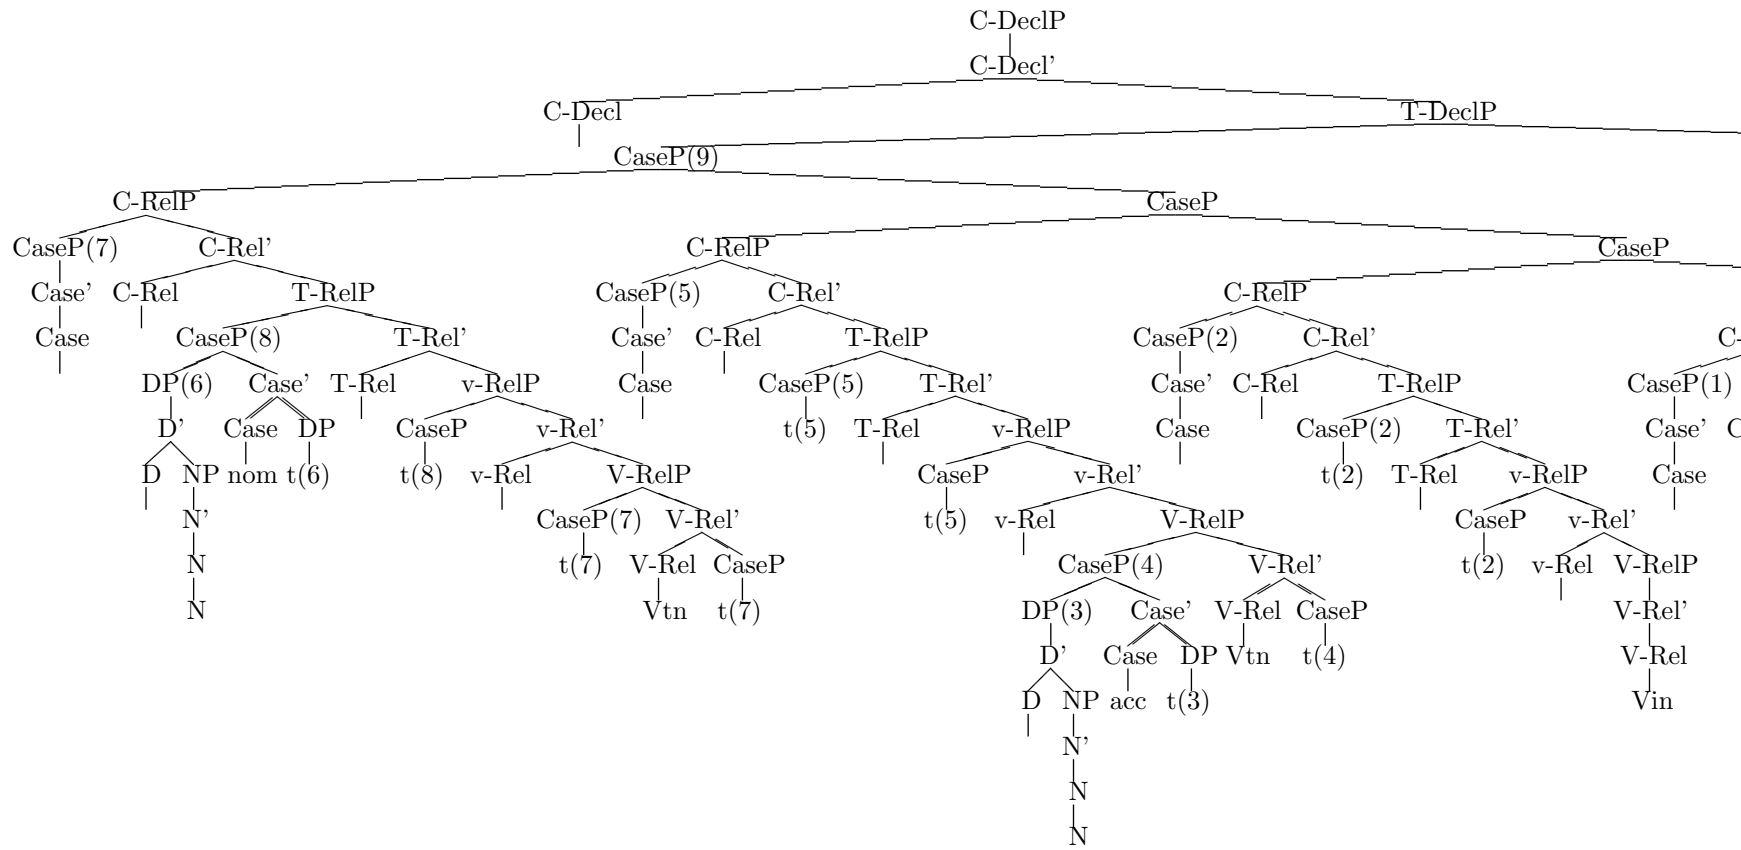 C-DeclP
C-Decl'
C-Decl T-DeclP
CaseP(9)
C-RelP CaseP
CaseP(7) C-Rel' C-RelP CaseP
Case' C-Rel T-RelP CaseP(5) C-Rel' C-RelP
Case CaseP(8) T-Rel' Case' C-Rel T-RelP CaseP(2) C-Rel' C-
DP(6) Case' T-Rel v-RelP Case CaseP(5) T-Rel' Case' C-Rel T-RelP CaseP(1)
D' Case DP CaseP v-Rel' t(5) T-Rel v-RelP Case CaseP(2) T-Rel' Case' C
D NP nom t(6) t(8) v-Rel V-RelP CaseP v-Rel' t(2) T-Rel v-RelP Case
N' CaseP(7) V-Rel' t(5) v-Rel V-RelP CaseP v-Rel'
N t(7) V-Rel CaseP CaseP(4) V-Rel' t(2) v-Rel V-RelP
N Vtn t(7) DP(3) Case' V-Rel CaseP V-Rel'
D' Case DP Vtn t(4) V-Rel
D NP acc t(3) Vin
N'
N
N